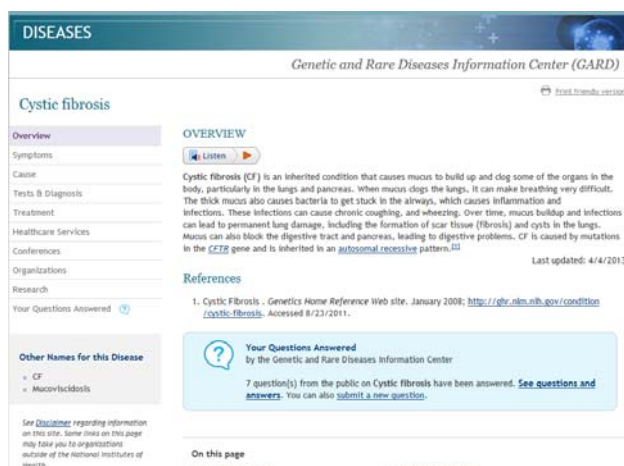 DISEASES
Genetic and Rare Diseases Information Center (GARD)
Print friendly version
Cystic fibrosis
Overview
Symptoms
Cause
Tests & Diagnosis
Treatment
Healthcare Services
Conferences
Organizations
Research
Your Questions Answered
Other Names for this Disease
CF
Mucoviscidosis
See Disclaimer regarding information
on this site. Some links on this page
may take you to organizations
outside of the National Institutes of
Health.
OVERVIEW
Listen
Cystic fibrosis (CF) is an inherited condition that causes mucus to build up and clog some of the organs in the
body, particularly in the lungs and pancreas. When mucus clogs the lungs, it can make breathing very difficult.
The thick mucus also causes bacteria to get stuck in the airways, which causes inflammation and
infections. These infections can cause chronic coughing, and wheezing. Over time, mucus buildup and infections
can lead to permanent lung damage, including the formation of scar tissue (fibrosis) and cysts in the lungs.
Mucus can also block the digestive tract and pancreas, leading to digestive problems. CF is caused by mutations
in the CFTR gene and is inherited in an autosomal recessive pattern.[1]
Last updated: 4/4/2013
References
1. Cystic Fibrosis . Genetics Home Reference Web site. January 2008; http://ghr.nlm.nih.gov/condition
/cystic-fibrosis. Accessed 8/23/2011.
Your Questions Answered
by the Genetic and Rare Diseases Information Center
7 question(s) from the public on Cystic fibrosis have been answered. See questions and
answers. You can also submit a new question.
On this page